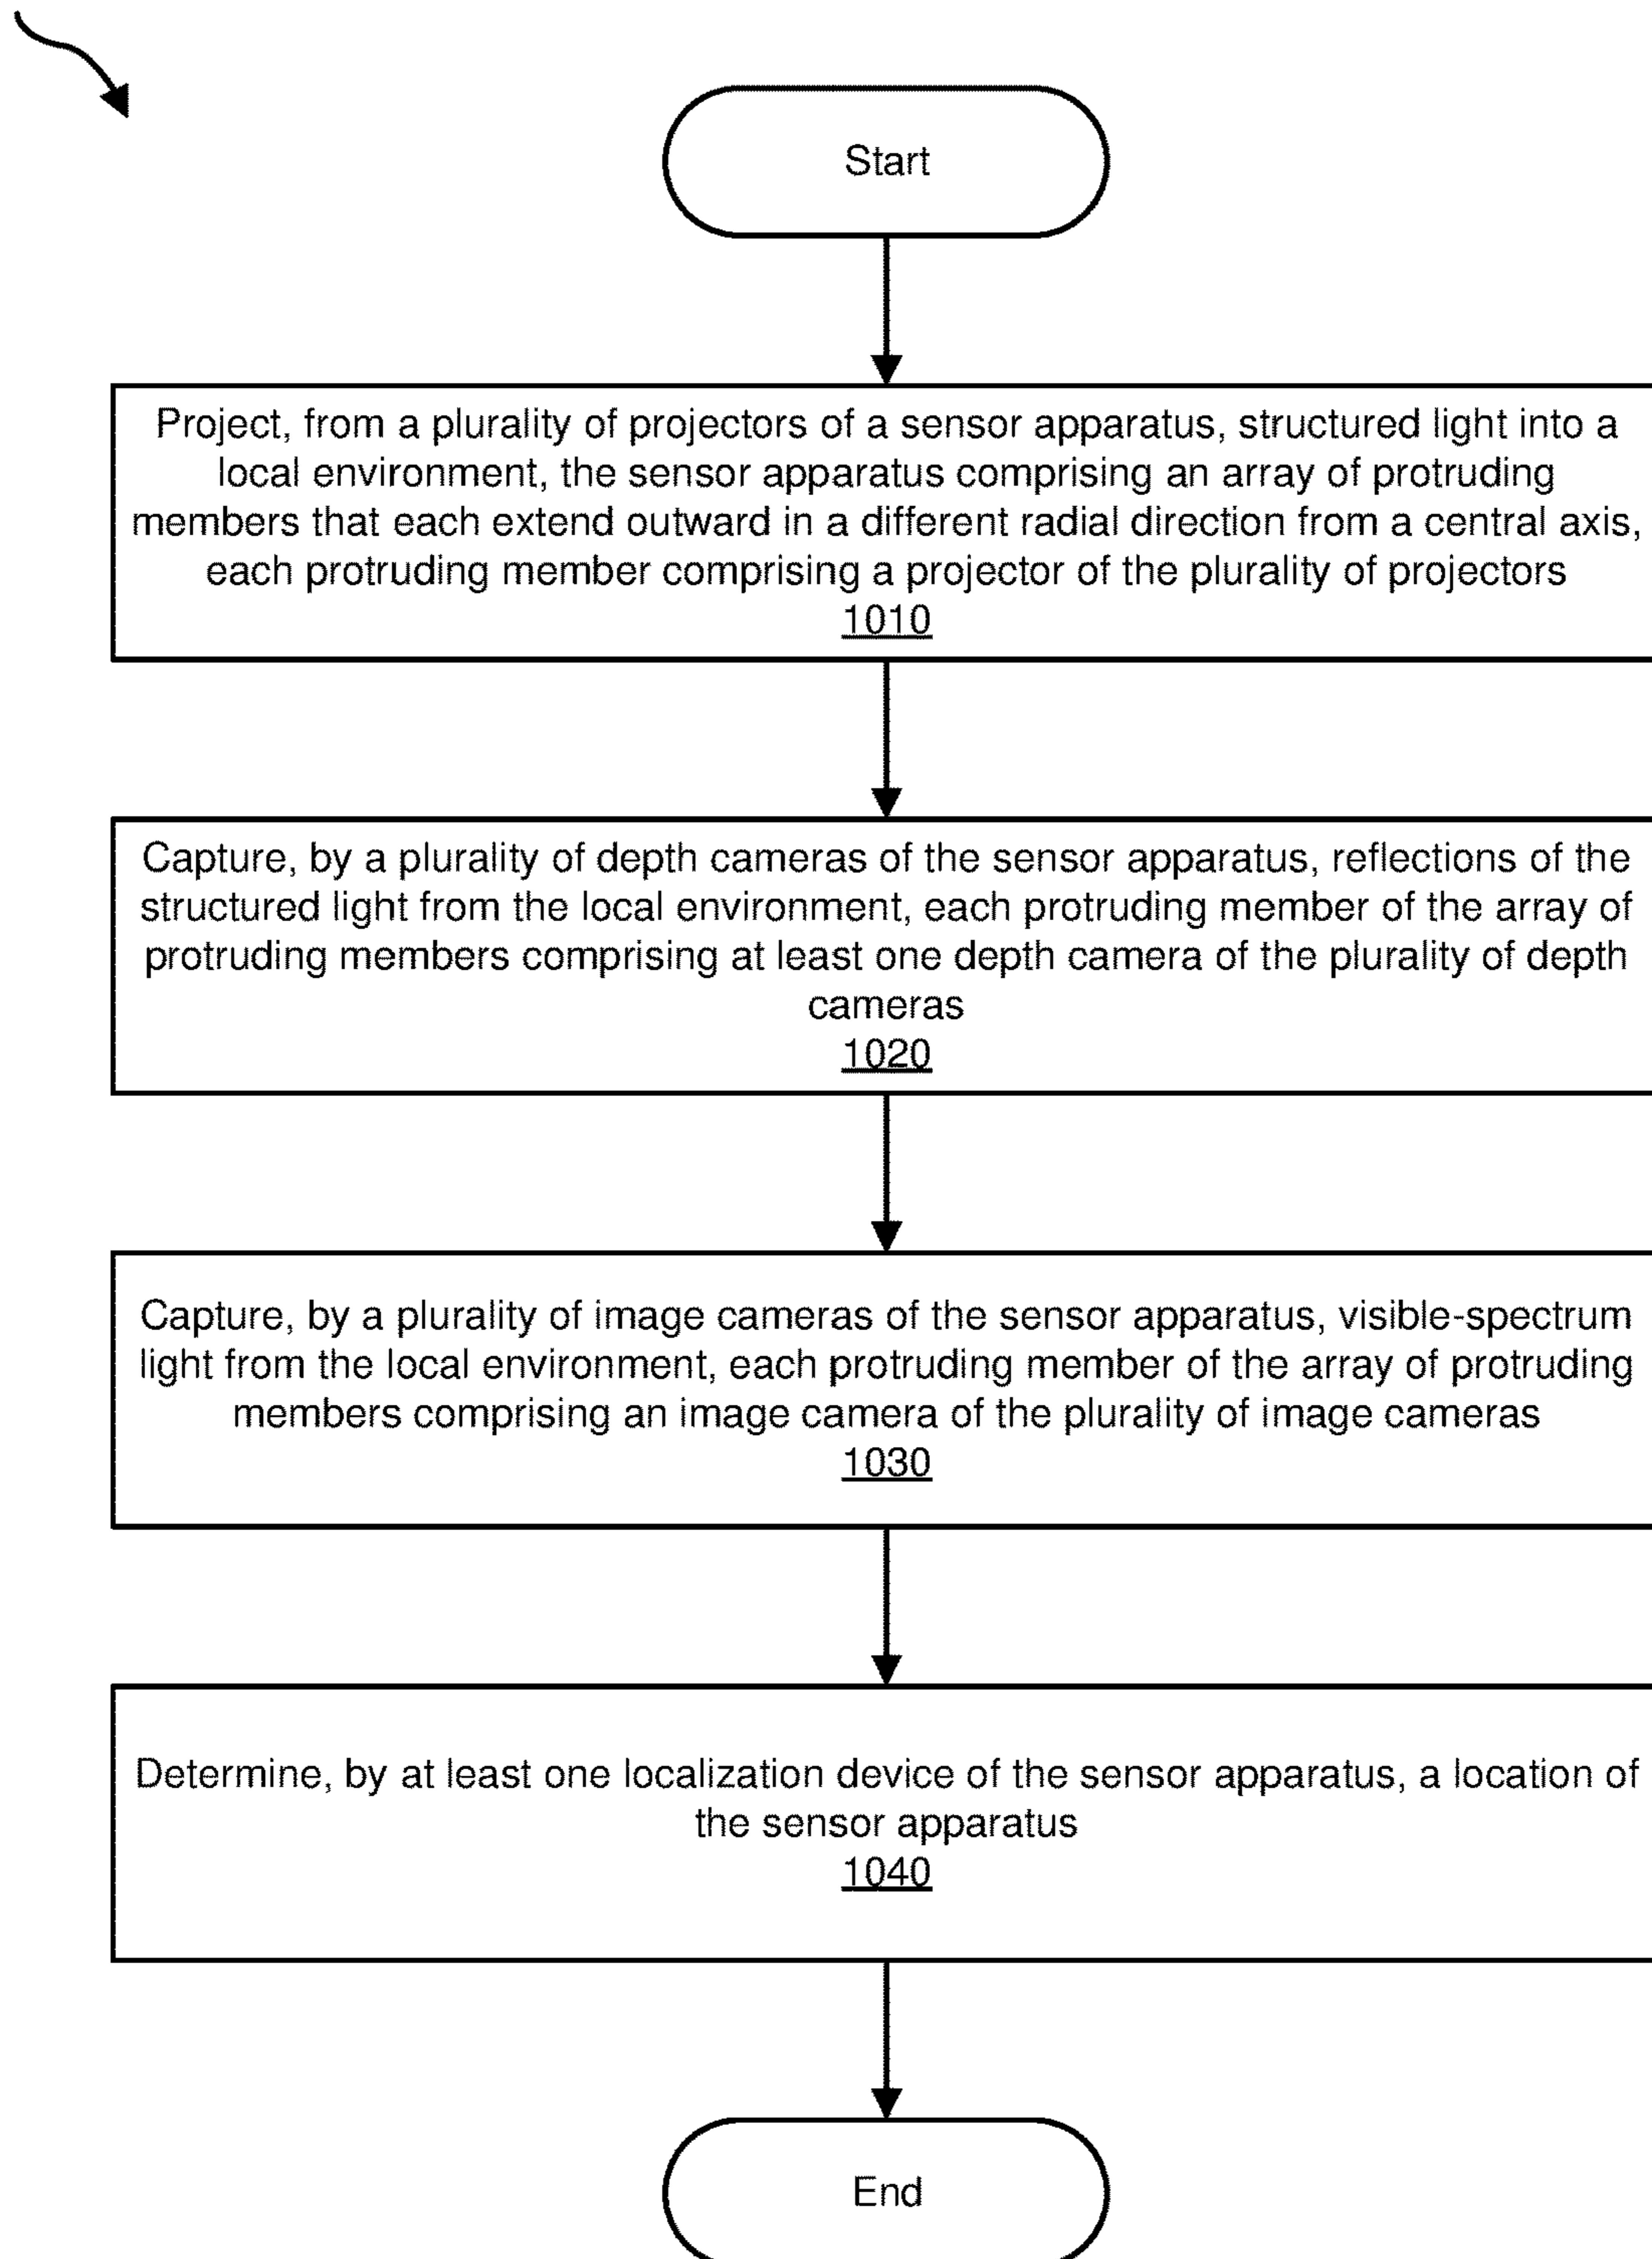 Start
Project, from a plurality of projectors of a sensor apparatus, structured light into a
local environment, the sensor apparatus comprising an array of protruding
members that each extend outward in a different radial direction from a central axis,
each protruding member comprising a projector of the plurality of projectors
1010
Capture, by a plurality of depth cameras of the sensor apparatus, reflections of the
structured light from the local environment, each protruding member of the array of
protruding members comprising at least one depth camera of the plurality of depth
cameras
1020
Capture, by a plurality of image cameras of the sensor apparatus, visible-spectrum
light from the local environment, each protruding member of the array of protruding
members comprising an image camera of the plurality of image cameras
1030
Determine, by at least one localization device of the sensor apparatus, a location of
the sensor apparatus
1040
End